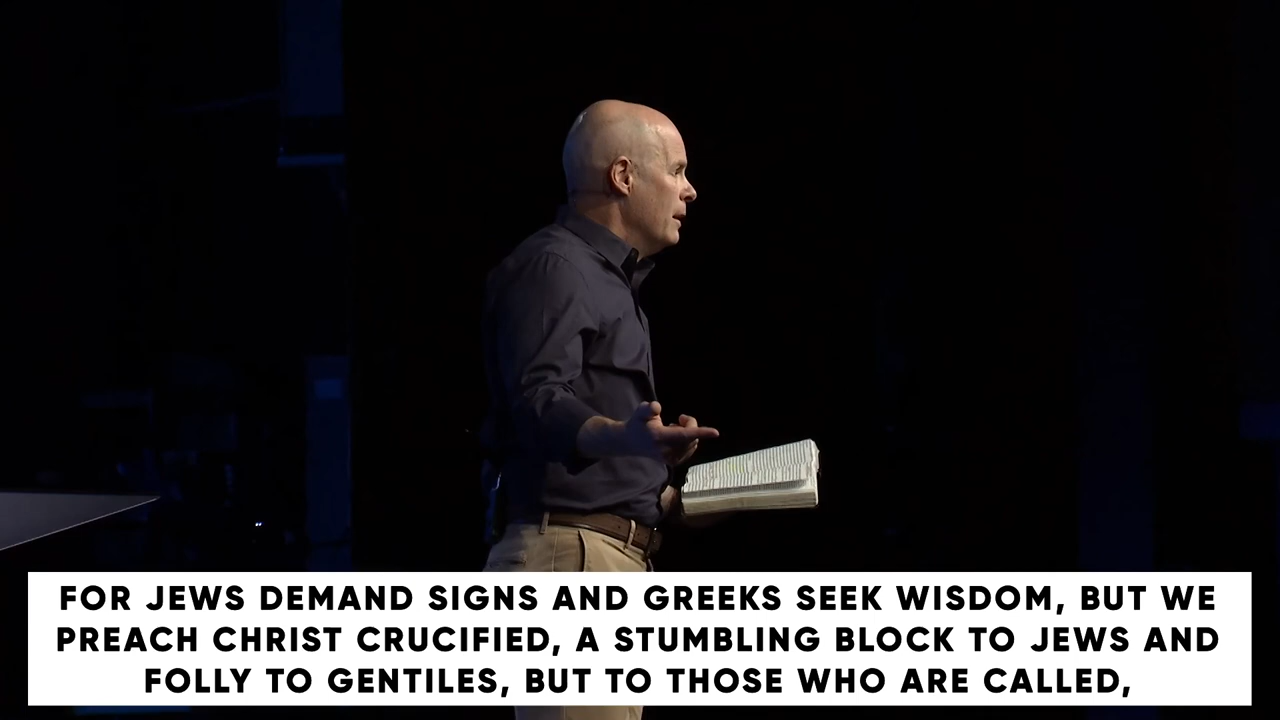 FOR JEWS DEMAND SIGNS AND GREEKS SEEK WISDOM, BUT WE
PREACH CHRIST CRUCIFIED, A STUMBLING BLOCK TO JEWS AND
FOLLY TO GENTILES, BUT TO THOSE WHO ARE CALLED,